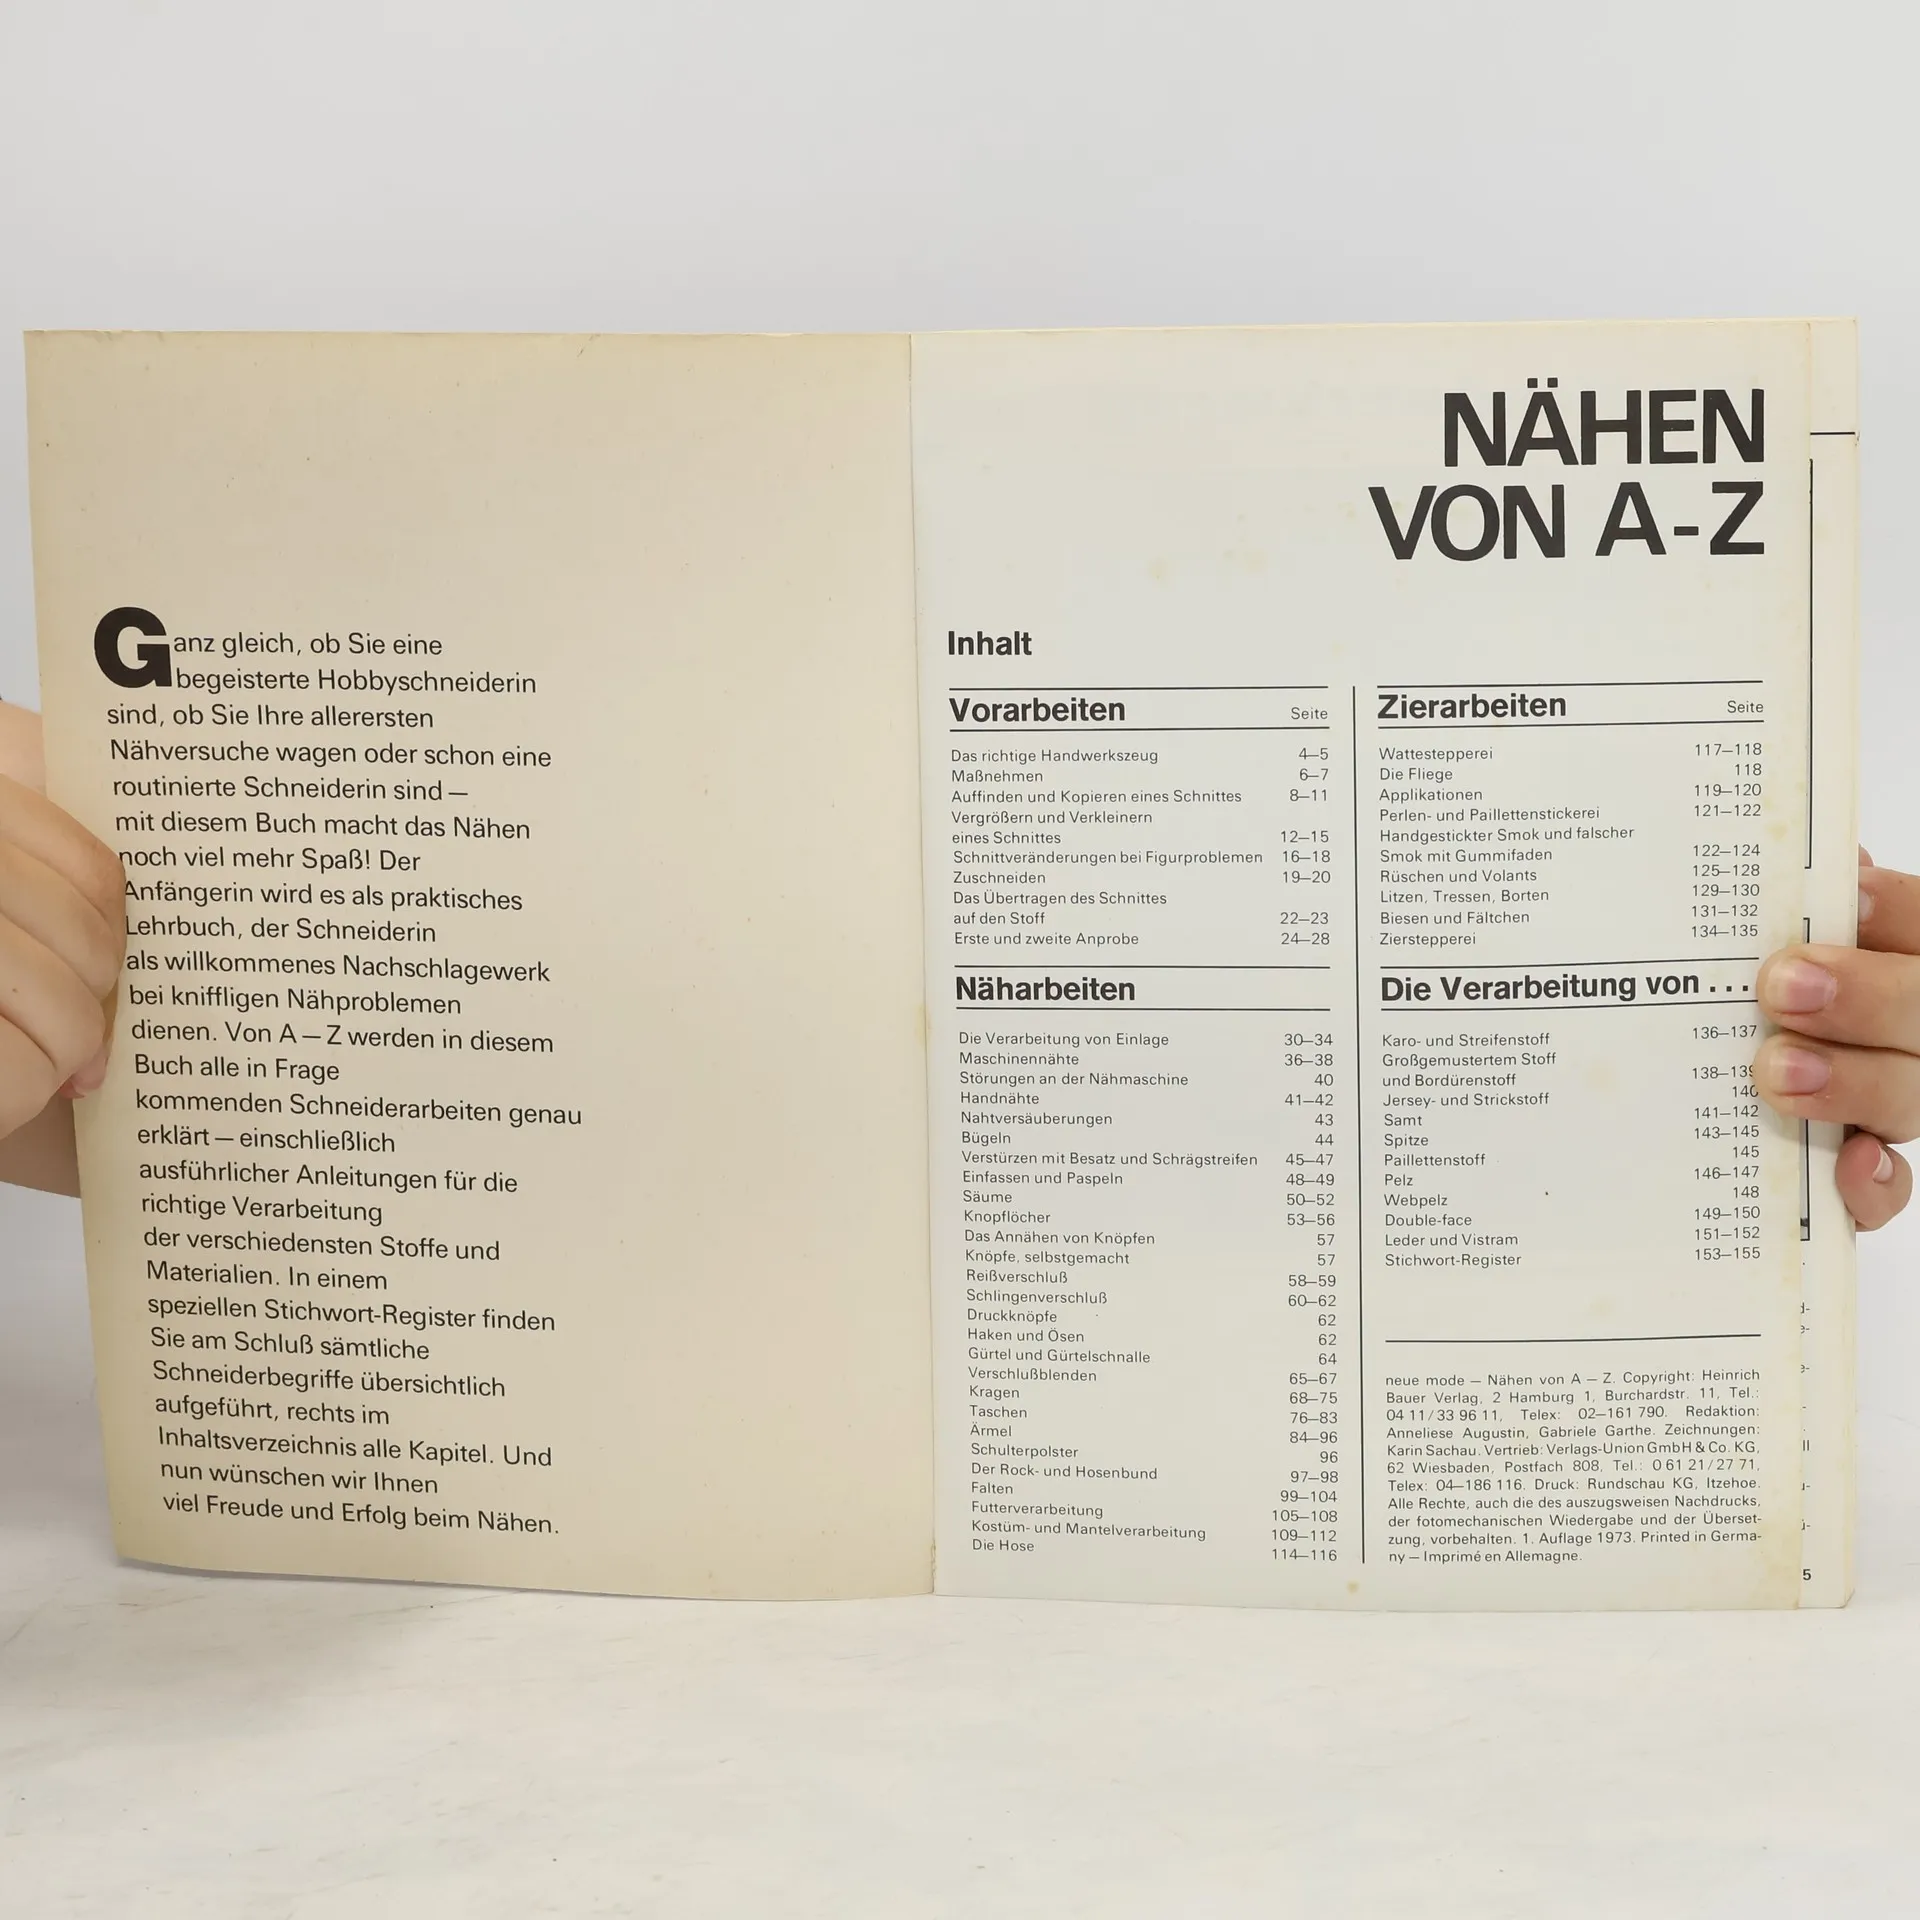 Ganz gleich, ob Sie eine
begeisterte Hobbyschneiderin
sind, ob Sie Ihre allerersten
Nähversuche wagen oder schon eine
routinierte Schneiderin sind —
mit diesem Buch macht das Nähen
noch viel mehr Spaß! Der
Anfängerin wird es als praktisches
Lehrbuch, der Schneiderin
als willkommenes Nachschlagewerk
bei kniffligen Nähproblemen
dienen. Von A — Z werden in diesem
Buch alle in Frage
kommenden Schneiderarbeiten genau
erklärt — einschließlich
ausführlicher Anleitungen für die
richtige Verarbeitung
der verschiedensten Stoffe und
Materialien. In einem
speziellen Stichwort-Register finden
Sie am Schluß sämtliche
Schneiderbegriffe übersichtlich
aufgeführt, rechts im
Inhaltsverzeichnis alle Kapitel. Und
nun wünschen wir Ihnen
viel Freude und Erfolg beim Nähen.
NÄHEN
VON A-Z
Inhalt
Vorarbeiten Seite
Das richtige Handwerkszeug 4–5
Maßnehmen 6–7
Auffinden und Kopieren eines Schnittes 8–11
Vergrößern und Verkleinern
eines Schnittes 12–15
Schnittveränderungen bei Figurproblemen 16–18
Zuschneiden 19–20
Das Übertragen des Schnittes
auf den Stoff 22–23
Erste und zweite Anprobe 24–28
Näharbeiten
Die Verarbeitung von Einlage 30–34
Maschinennähte 36–38
Störungen an der Nähmaschine 40
Handnähte 41–42
Nahtversäuberungen 43
Bügeln 44
Verstürzen mit Besatz und Schrägstreifen 45–47
Einfassen und Paspeln 48–49
Säume 50–52
Knopflöcher 53–56
Das Annähen von Knöpfen 57
Knöpfe, selbstgemacht 57
Reißverschluß 58–59
Schlingenverschluß 60–62
Druckknöpfe 62
Haken und Ösen 62
Gürtel und Gürtelschnalle 64
Verschlußblenden 65–67
Kragen 68–75
Taschen 76–83
Ärmel 84–96
Schulterpolster 96
Der Rock- und Hosenbund 97–98
Falten 99–104
Futterverarbeitung 105–108
Kostüm- und Mantelverarbeitung 109–112
Die Hose 114–116
Zierarbeiten Seite
Wattestepperei 117–118
Die Fliege 118
Applikationen 119–120
Perlen- und Paillettenstickerei 121–122
Handgestickter Smok und falscher
Smok mit Gummifaden 122–124
Rüschen und Volants 125–128
Litzen, Tressen, Borten 129–130
Biesen und Fältchen 131–132
Zierstepperei 134–135
Die Verarbeitung von . . .
Karo- und Streifenstoff 136–137
Großgemustertem Stoff
und Bordürenstoff 138–139
Jersey- und Strickstoff 140
Samt 141–142
Spitze 143–145
Paillettenstoff 145
Pelz 146–147
Webpelz 148
Double-face 149–150
Leder und Vistram 151–152
Stichwort-Register 153–155
neue mode — Nähen von A — Z. Copyright: Heinrich
Bauer Verlag, 2 Hamburg 1, Burchardstr. 11, Tel.:
04 11/33 96 11, Telex: 02–161 790. Redaktion:
Anneliese Augustin, Gabriele Garthe. Zeichnungen:
Karin Sachau. Vertrieb: Verlags-Union GmbH & Co. KG,
62 Wiesbaden, Postfach 808, Tel.: 0 61 21/27 71,
Telex: 04–186 116. Druck: Rundschau KG, Itzehoe.
Alle Rechte, auch die des auszugsweisen Nachdrucks,
der fotomechanischen Wiedergabe und der Überset-
zung, vorbehalten. 1. Auflage 1973. Printed in Germa-
ny — Imprimé en Allemagne.
5